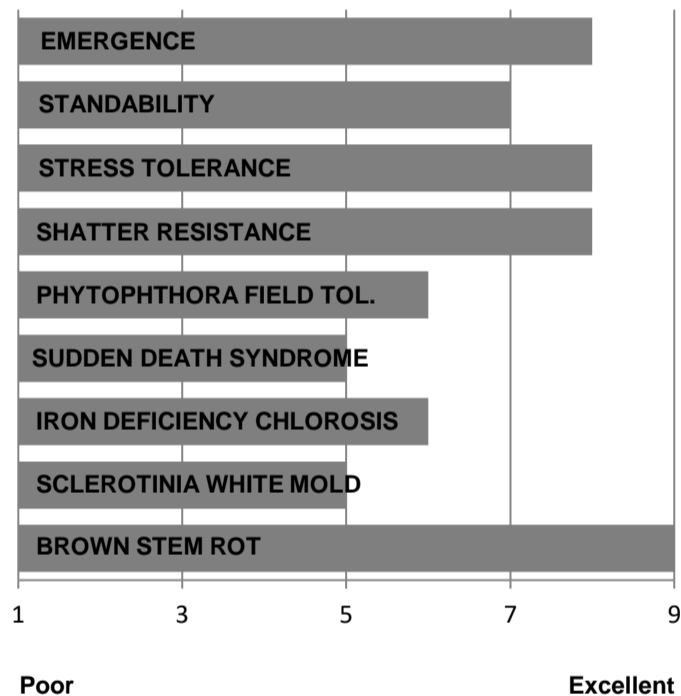 EMERGENCE
STANDABILITY
STRESS TOLERANCE
SHATTER RESISTANCE
PHYTOPHTHORA FIELD TOL.
SUDDEN DEATH SYNDROME
IRON DEFICIENCY CHLOROSIS
SCLEROTINIA WHITE MOLD
BROWN STEM ROT
1 3 5 7 9
Poor Excellent